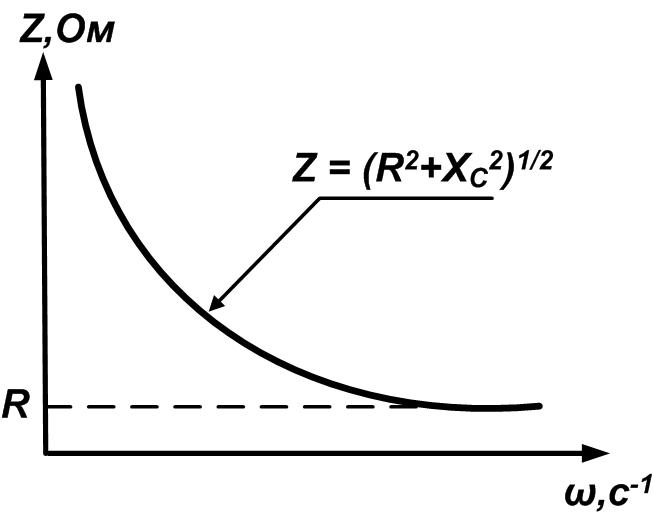 Z,Ом
Z = (R²+X_C²)^1/2
R
ω,с⁻¹